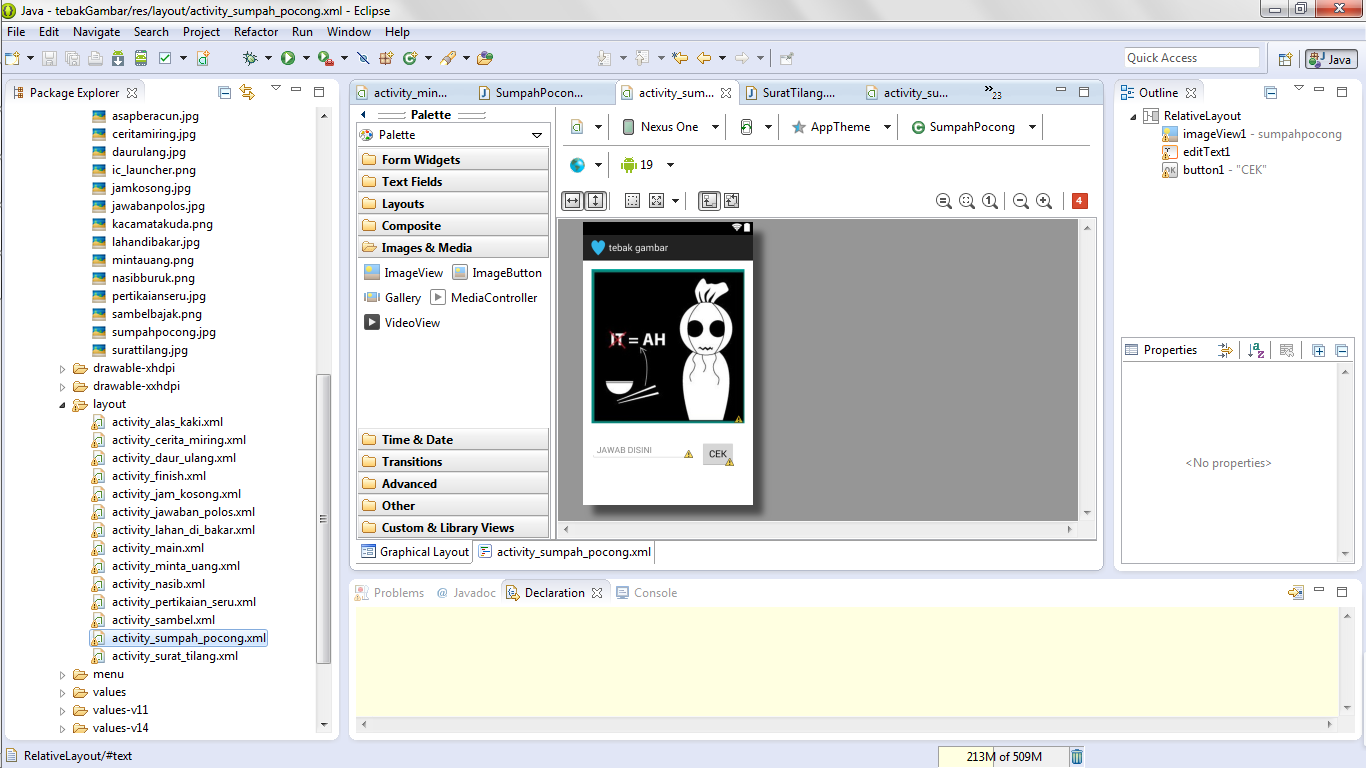 Java - tebakGambar/res/layout/activity_sumpah_pocong.xml - Eclipse
File Edit Navigate Search Project Refactor Run Window Help
Quick Access
Java
Package Explorer
asapberacun.jpg
ceritamiring.jpg
daurulang.jpg
ic_launcher.png
jamkosong.jpg
jawabanpolos.jpg
kacamatakuda.png
lahandibakar.jpg
mintauang.png
nasibburuk.png
pertikaianseru.jpg
sambelbajak.png
sumpahpocong.jpg
surattilang.jpg
drawable-xhdpi
drawable-xxhdpi
layout
activity_alas_kaki.xml
activity_cerita_miring.xml
activity_daur_ulang.xml
activity_finish.xml
activity_jam_kosong.xml
activity_jawaban_polos.xml
activity_lahan_di_bakar.xml
activity_main.xml
activity_minta_uang.xml
activity_nasib.xml
activity_pertikaian_seru.xml
activity_sambel.xml
activity_sumpah_pocong.xml
activity_surat_tilang.xml
menu
values
values-v11
values-v14
activity_min... SumpahPocon... activity_sum... SuratTilang.... activity_su... »23
Palette
Palette
Form Widgets
Text Fields
Layouts
Composite
Images & Media
ImageView ImageButton
Gallery MediaController
VideoView
Time & Date
Transitions
Advanced
Other
Custom & Library Views
Nexus One AppTheme SumpahPocong
19
1
4
tebak gambar
IT = AH
JAWAB DISINI CEK
Graphical Layout activity_sumpah_pocong.xml
Outline
RelativeLayout
imageView1 - sumpahpocong
editText1
OK button1 - "CEK"
Properties
<No properties>
Problems @ Javadoc Declaration Console
RelativeLayout/#text
213M of 509M